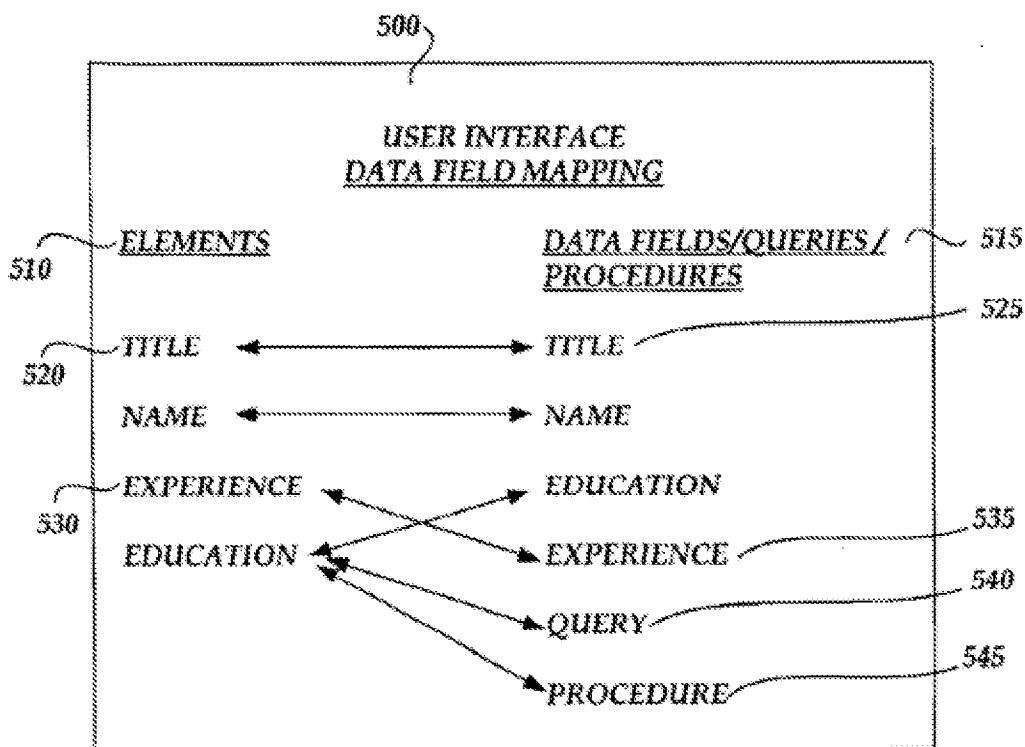 500
USER INTERFACE
DATA FIELD MAPPING
510 ELEMENTS
DATA FIELDS/QUERIES/ 515
PROCEDURES
525
520 TITLE TITLE
NAME NAME
530 EXPERIENCE EDUCATION
EDUCATION EXPERIENCE 535
QUERY 540
PROCEDURE 545